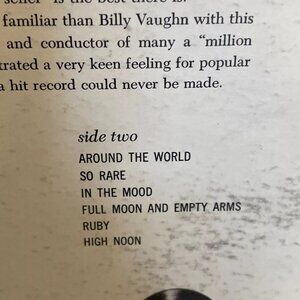 seller" is the best there is.
familiar than Billy Vaughn with this
and conductor of many a "million
trated a very keen feeling for popular
a hit record could never be made.
side two
AROUND THE WORLD
SO RARE
IN THE MOOD
FULL MOON AND EMPTY ARMS
RUBY
HIGH NOON